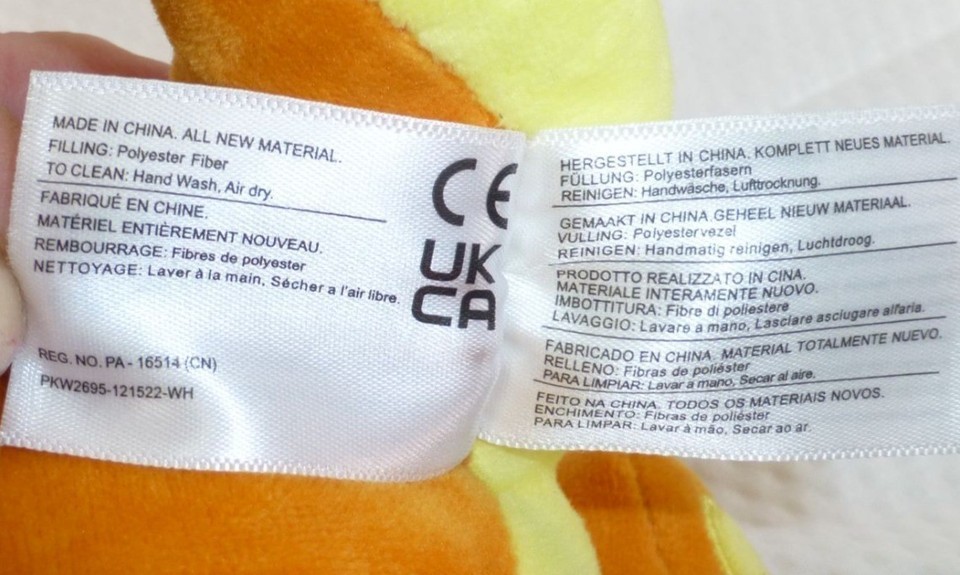 MADE IN CHINA. ALL NEW MATERIAL.
FILLING: Polyester Fiber
TO CLEAN: Hand Wash, Air dry.
FABRIQUÉ EN CHINE.
MATÉRIEL ENTIÈREMENT NOUVEAU.
REMBOURRAGE: Fibres de polyester
NETTOYAGE: Laver à la main, Sécher a l'air libre.
REG. NO. PA - 16514 (CN)
PKW2695-121522-WH
CE
UK
CA
HERGESTELLT IN CHINA. KOMPLETT NEUES MATERIAL.
FÜLLUNG: Polyesterfasern
REINIGEN: Handwäsche, Lufttrocknung.
GEMAAKT IN CHINA.GEHEEL NIEUW MATERIAAL.
VULLING: Polyestervezel
REINIGEN: Handmatig reinigen, Luchtdroog.
PRODOTTO REALIZZATO IN CINA.
MATERIALE INTERAMENTE NUOVO.
IMBOTTITURA: Fibre di poliestere
LAVAGGIO: Lavare a mano, Lasciare asciugare all'aria.
FABRICADO EN CHINA. MATERIAL TOTALMENTE NUEVO.
RELLENO: Fibras de poliéster
PARA LIMPIAR: Lavar a mano, Secar al aire.
FEITO NA CHINA. TODOS OS MATERIAIS NOVOS.
ENCHIMENTO: Fibras de poliéster
PARA LIMPAR: Lavar à mão, Secar ao ar.